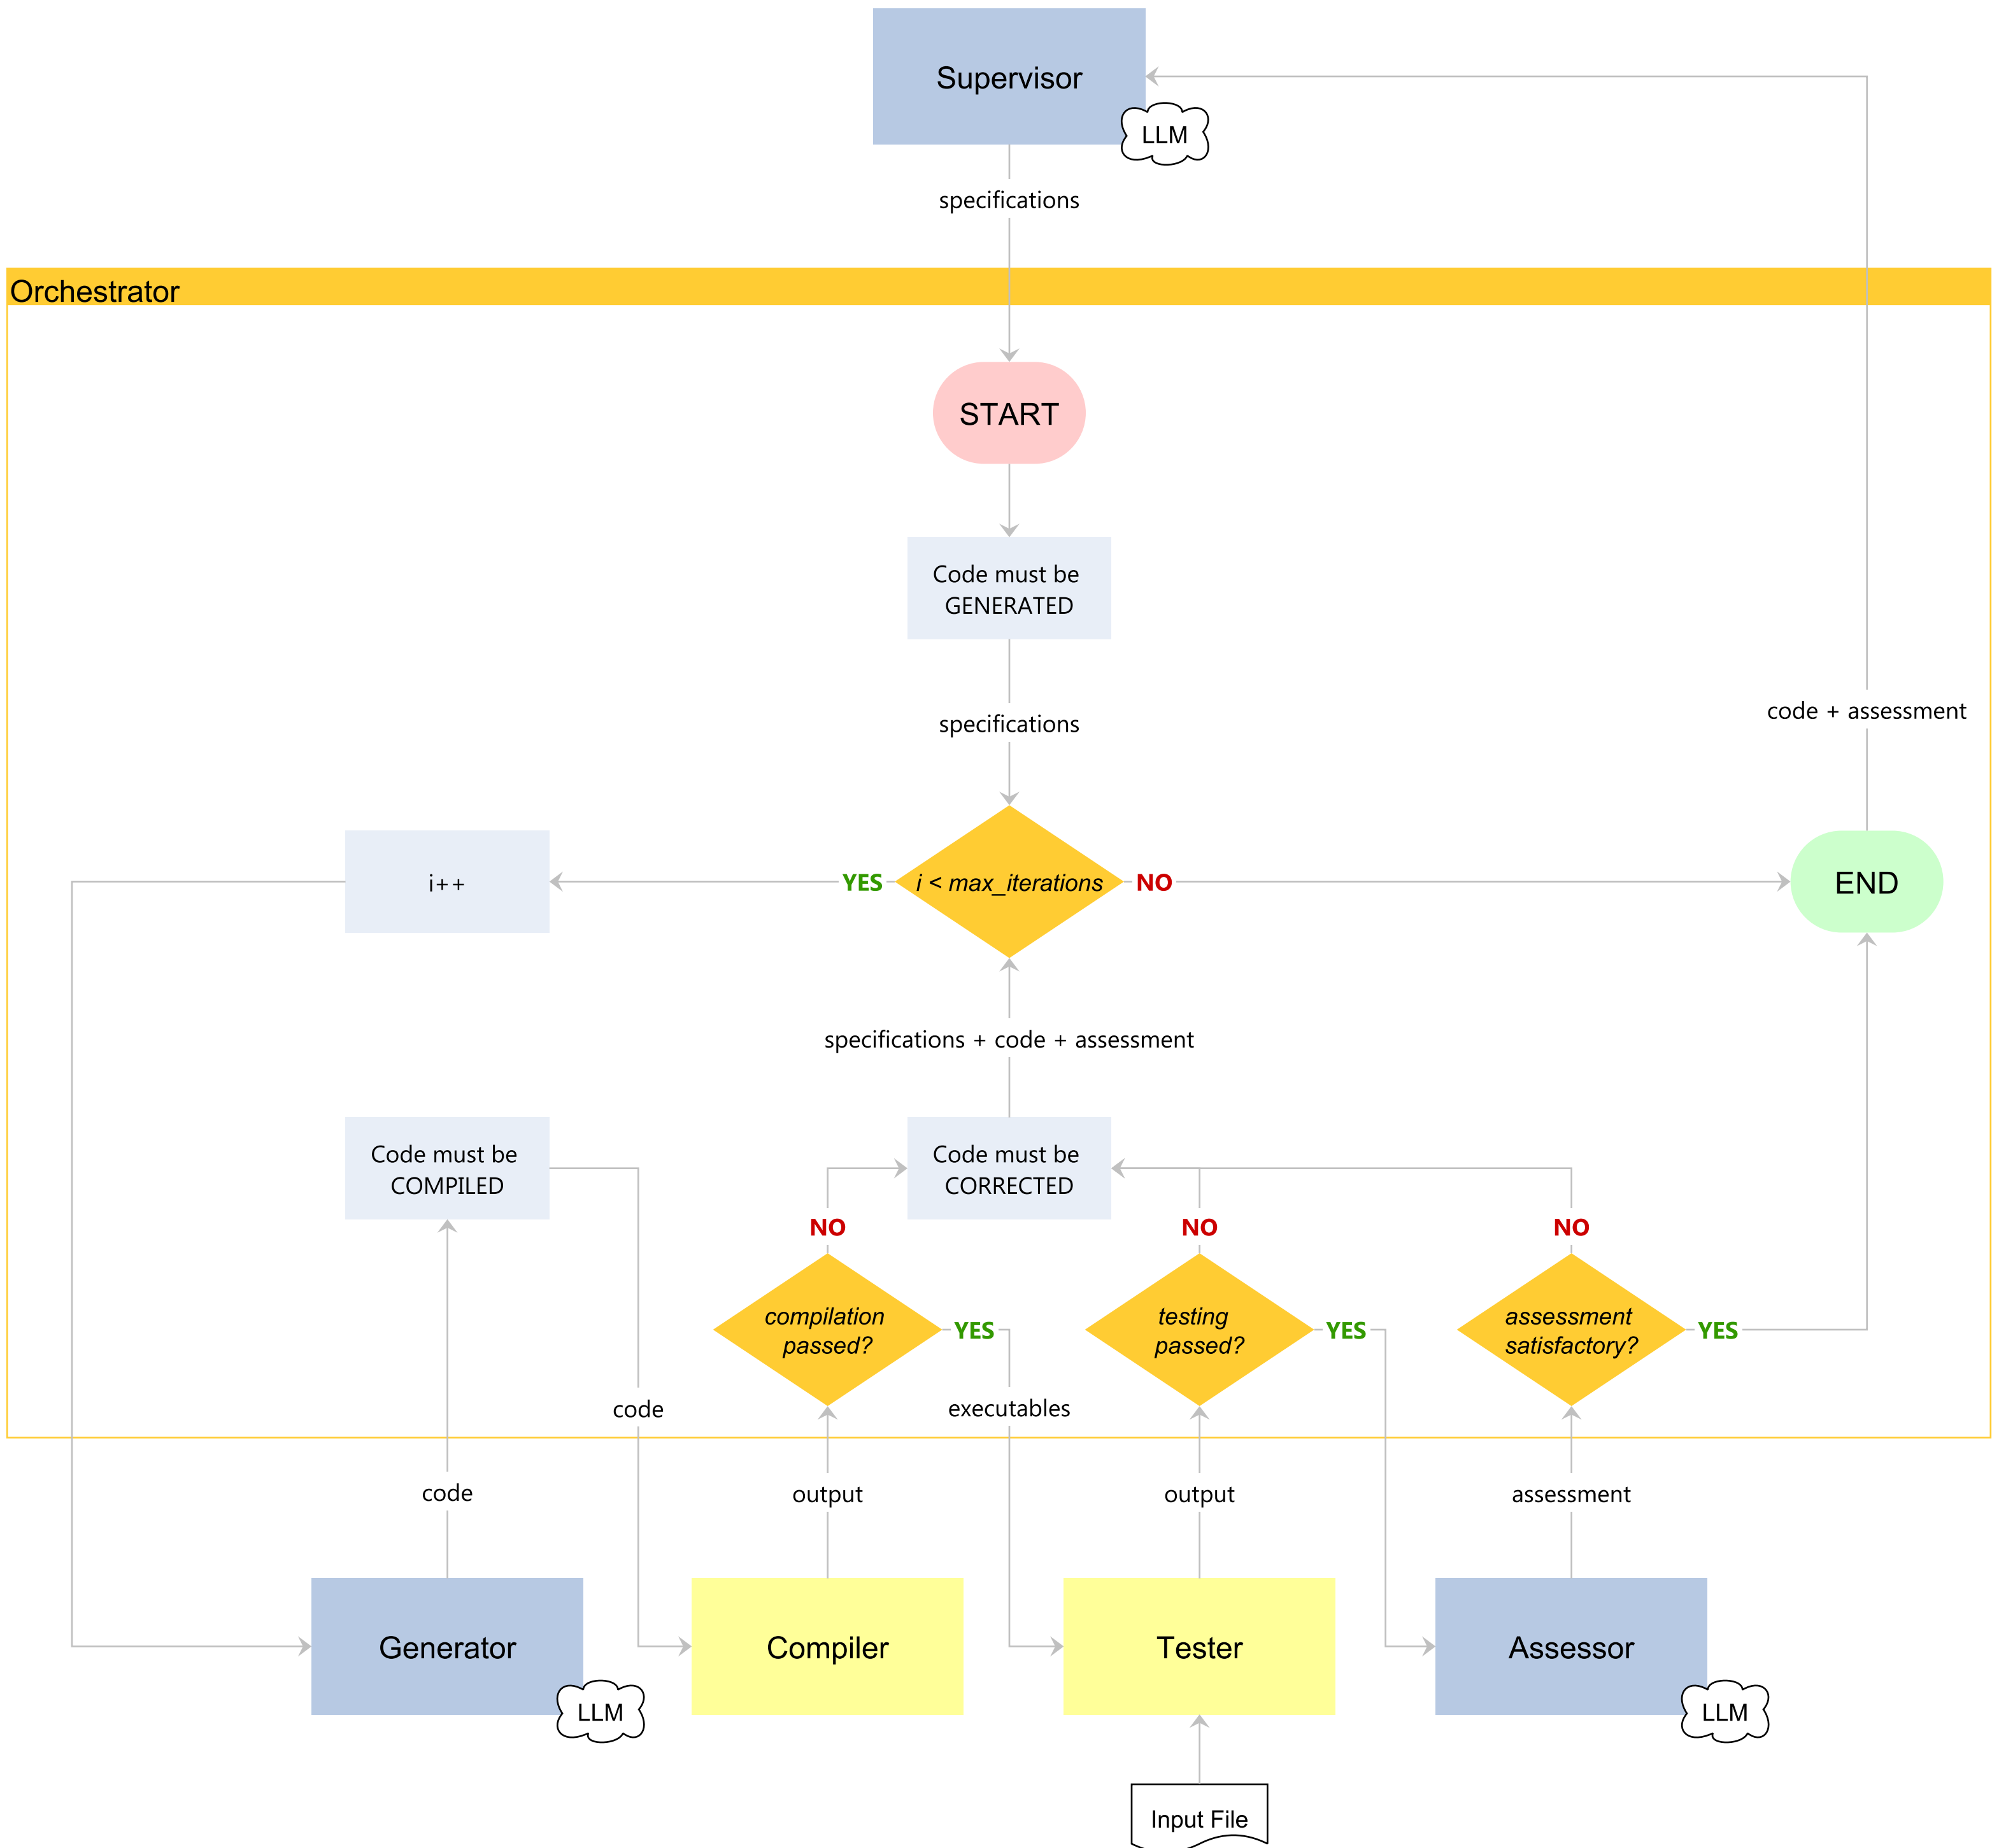 Supervisor
LLM
specifications
Orchestrator
START
Code must be
GENERATED
specifications
code + assessment
i++
YES
i < max_iterations
NO
END
specifications + code + assessment
Code must be
COMPILED
Code must be
CORRECTED
NO
NO
NO
compilation
passed?
YES
testing
passed?
YES
assessment
satisfactory?
YES
code
executables
code
output
output
assessment
Generator
LLM
Compiler
Tester
Assessor
LLM
Input File